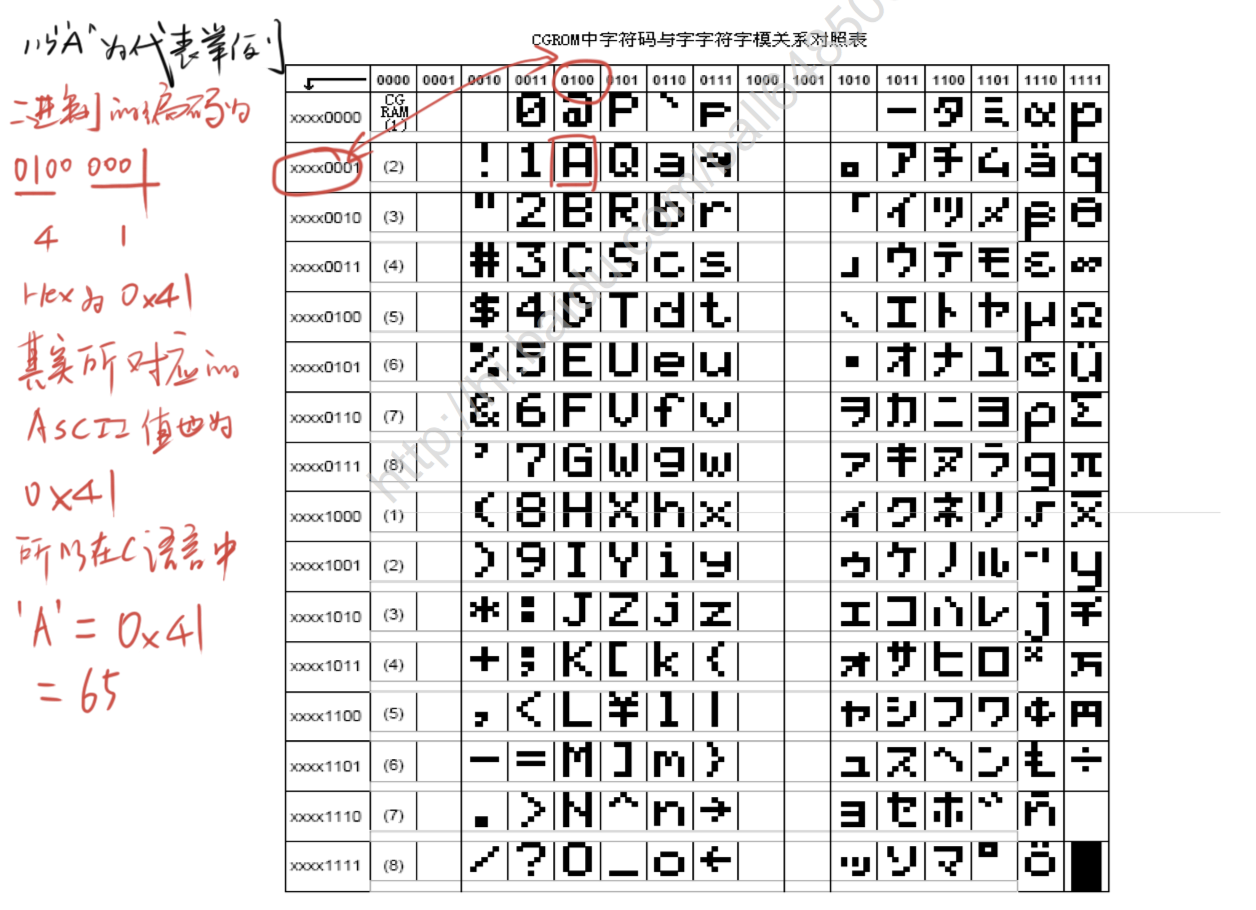 以"A"为代表举例
二进制的编码为
0100 0001
4 1
Hex为 0x41
其实所对应的
ASCII值也为
0x41
所以在C语言中
'A' = 0x41
= 65
CGROM中字符码与字字符字模关系对照表
0000 0001 0010 0011 0100 0101 0110 0111 1000 1001 1010 1011 1100 1101 1110 1111
xxxx0000 CG RAM (1) 0 @ P ` p ー タ ミ α p
xxxx0001 (2) ! 1 A Q a q 。 ア チ ム ä q
xxxx0010 (3) " 2 B R b r 「 イ ツ メ β θ
xxxx0011 (4) # 3 C S c s 」 ウ テ モ ε ∞
xxxx0100 (5) $ 4 D T d t 、 エ ト ヤ μ Ω
xxxx0101 (6) % 5 E U e u ・ オ ナ ユ σ ü
xxxx0110 (7) & 6 F V f v ヲ カ ニ ヨ ρ Σ
xxxx0111 (8) ' 7 G W g w ァ キ ヌ ラ g π
xxxx1000 (1) ( 8 H X h x ィ ク ネ リ √ x̄
xxxx1001 (2) ) 9 I Y i y ゥ ケ ノ ル ⁻¹ y
xxxx1010 (3) * : J Z j z ェ コ ハ レ j 千
xxxx1011 (4) + ; K [ k { ォ サ ヒ ロ ˣ 万
xxxx1100 (5) , < L ¥ l | ャ シ フ ワ ¢ 円
xxxx1101 (6) - = M ] m } ュ ス ヘ ン ÷
xxxx1110 (7) . > N ^ n → ョ セ ホ ゛ ñ
xxxx1111 (8) / ? O _ o ← ッ ソ マ ゜ ö █